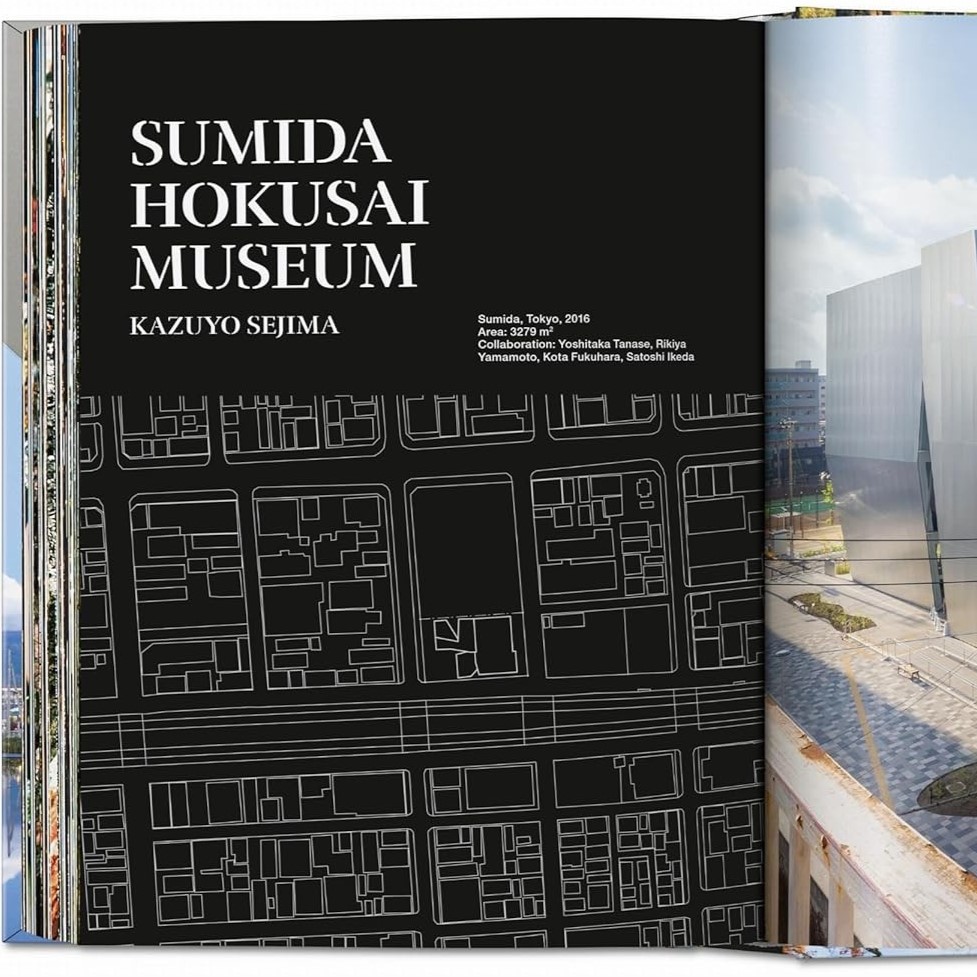 SUMIDA
HOKUSAI
MUSEUM
KAZUYO SEJIMA
Sumida, Tokyo, 2016
Area: 3279 m²
Collaboration: Yoshitaka Tanase, Rikiya
Yamamoto, Kota Fukuhara, Satoshi Ikeda